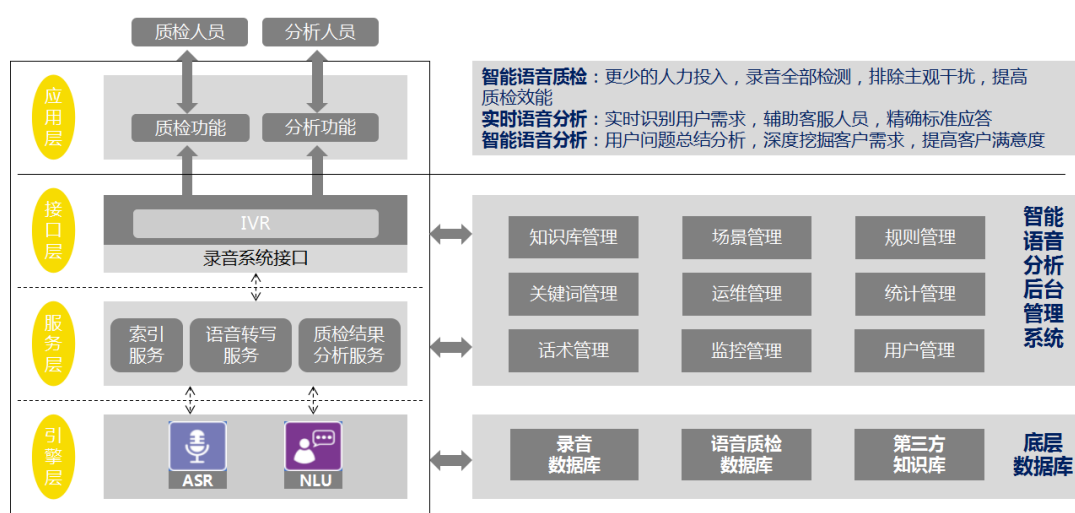 质检人员
分析人员
应用层
质检功能
分析功能
智能语音质检：更少的人力投入，录音全部检测，排除主观干扰，提高
质检效能
实时语音分析：实时识别用户需求，辅助客服人员，精确标准应答
智能语音分析：用户问题总结分析，深度挖掘客户需求，提高客户满意度
接口层
IVR
录音系统接口
知识库管理
场景管理
规则管理
关键词管理
运维管理
统计管理
话术管理
监控管理
用户管理
智能
语音
分析
后台
管理
系统
服务层
索引
服务
语音转写
服务
质检结果
分析服务
引擎层
ASR
NLU
录音
数据库
语音质检
数据库
第三方
知识库
底层
数据库